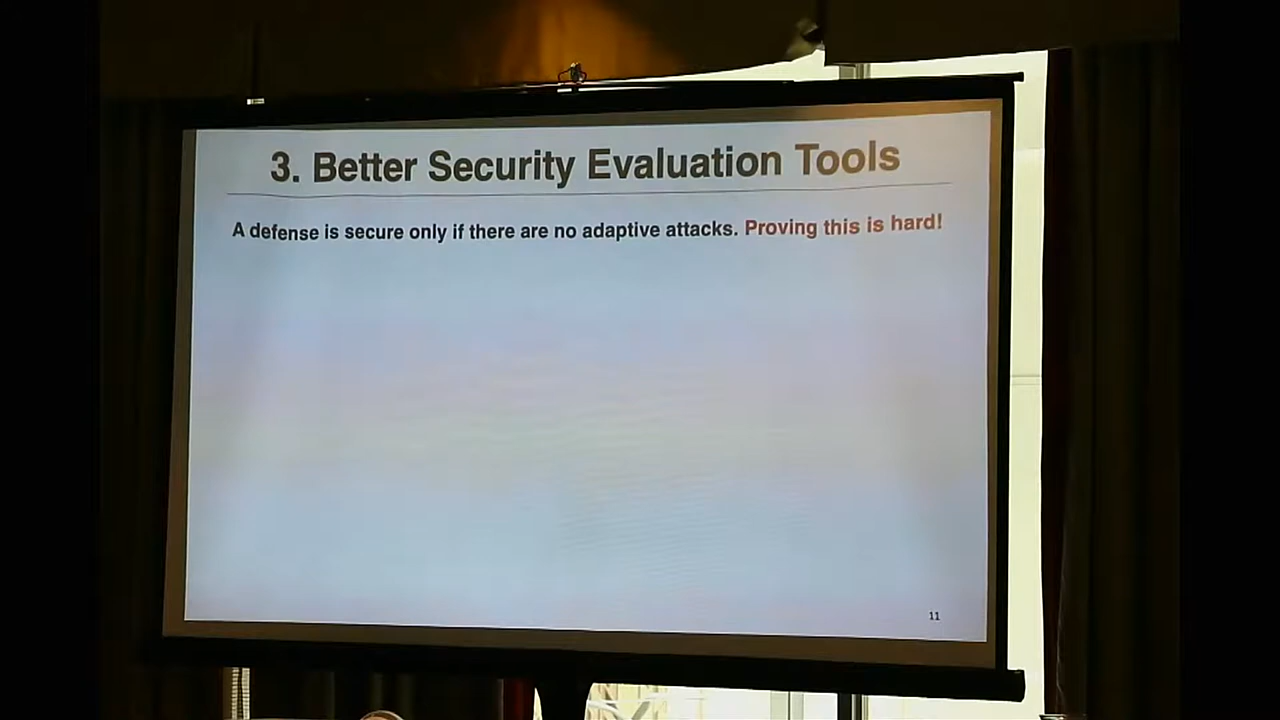 3. Better Security Evaluation Tools
A defense is secure only if there are no adaptive attacks. Proving this is hard!
11